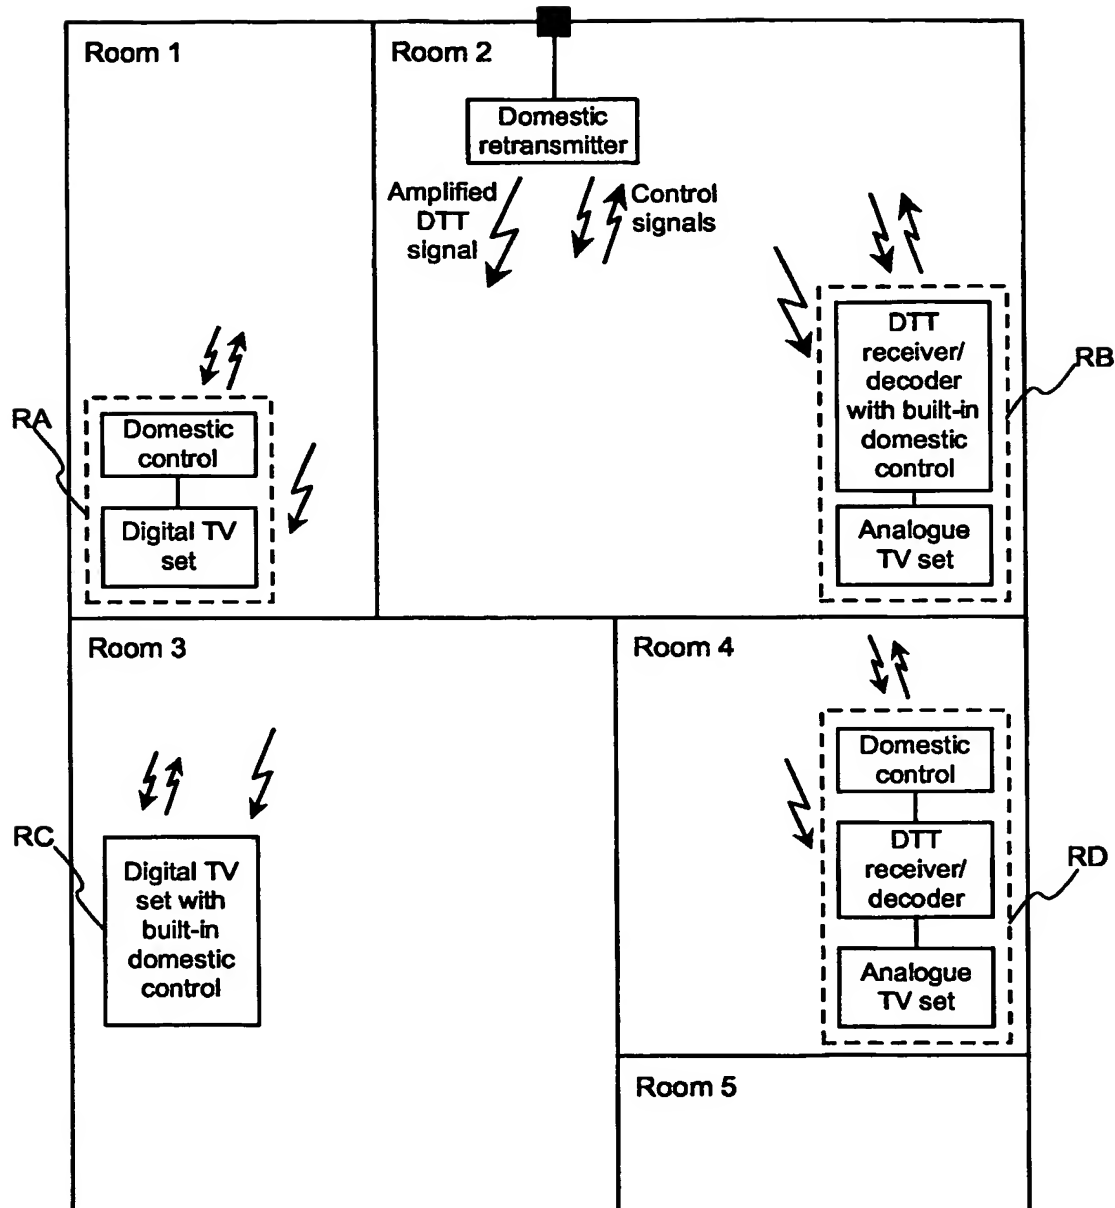 Room 1
Room 2
Domestic
retransmitter
Amplified
DTT
signal
Control
signals
DTT
receiver/
decoder
with built-in
domestic
control
RB
Analogue
TV set
RA
Domestic
control
Digital TV
set
Room 3
Room 4
Domestic
control
DTT
receiver/
decoder
RD
Analogue
TV set
RC
Digital TV
set with
built-in
domestic
control
Room 5